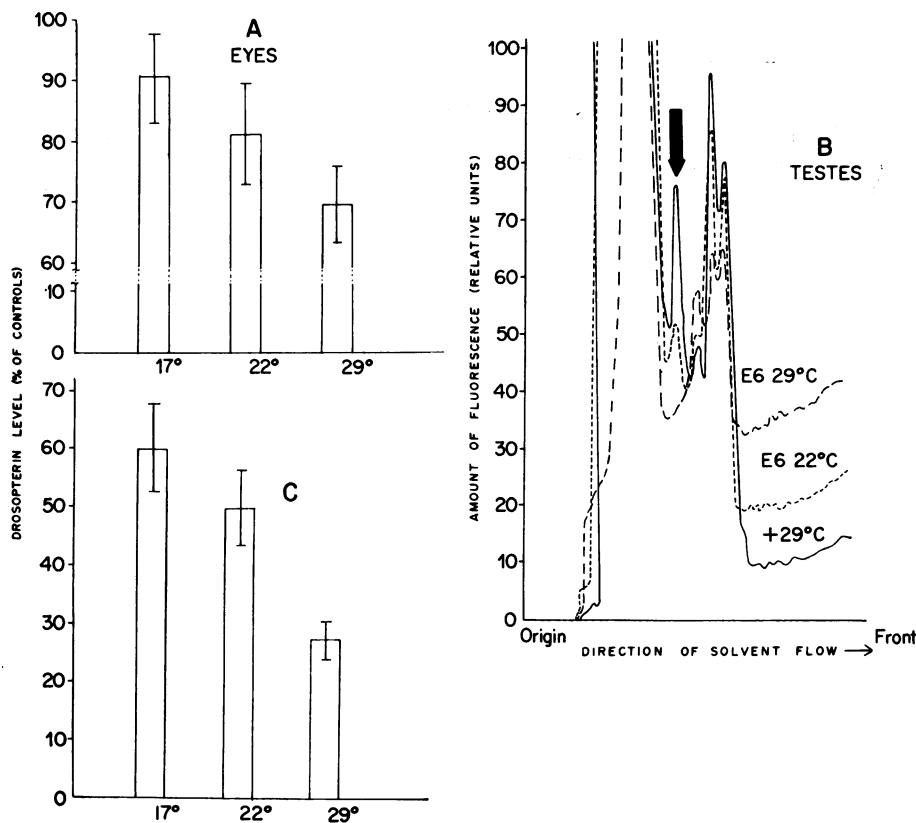 DROSOPTERIN LEVEL (% OF CONTROLS)
A
EYES
100
90
80
70
60
10
0
17°
22°
29°
C
70
60
50
40
30
20
10
0
17°
22°
29°
AMOUNT OF FLUORESCENCE (RELATIVE UNITS)
B
TESTES
100
90
80
70
60
50
40
30
20
10
0
E6 29°C
E6 22°C
+29°C
Origin
Front
DIRECTION OF SOLVENT FLOW →